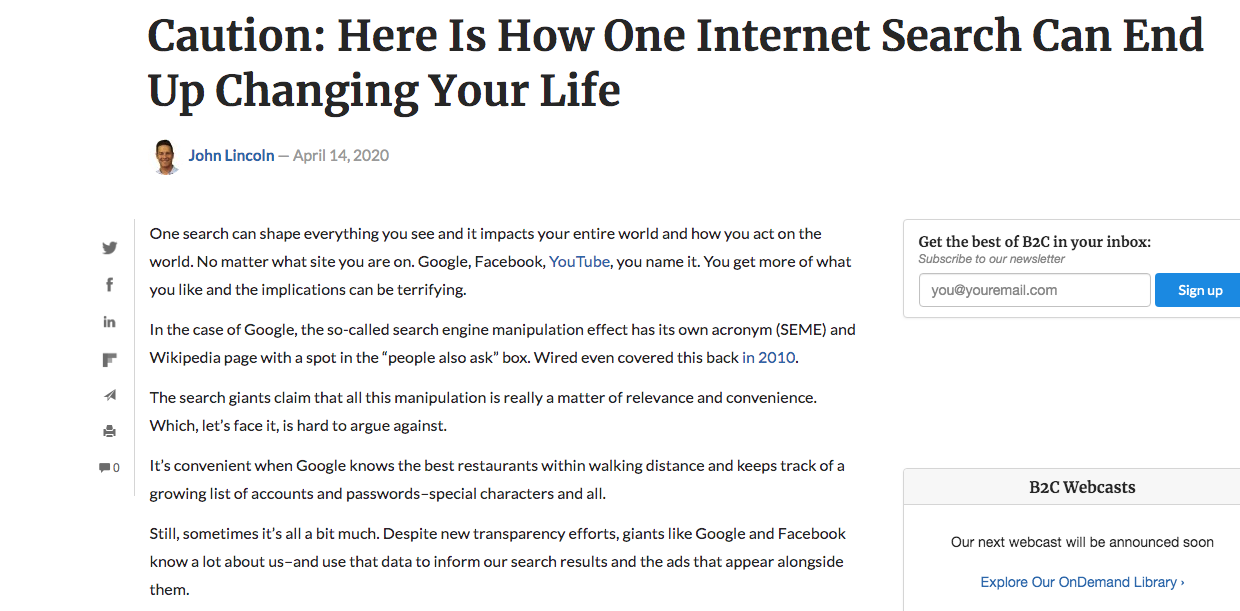 Caution: Here Is How One Internet Search Can End
Up Changing Your Life
John Lincoln — April 14, 2020
One search can shape everything you see and it impacts your entire world and how you act on the
world. No matter what site you are on. Google, Facebook, YouTube, you name it. You get more of what
you like and the implications can be terrifying.
In the case of Google, the so-called search engine manipulation effect has its own acronym (SEME) and
Wikipedia page with a spot in the “people also ask” box. Wired even covered this back in 2010.
The search giants claim that all this manipulation is really a matter of relevance and convenience.
Which, let’s face it, is hard to argue against.
It’s convenient when Google knows the best restaurants within walking distance and keeps track of a
growing list of accounts and passwords–special characters and all.
Still, sometimes it’s all a bit much. Despite new transparency efforts, giants like Google and Facebook
know a lot about us–and use that data to inform our search results and the ads that appear alongside
them.
0
Get the best of B2C in your inbox:
Subscribe to our newsletter
you@youremail.com
Sign up
B2C Webcasts
Our next webcast will be announced soon
Explore Our OnDemand Library ›